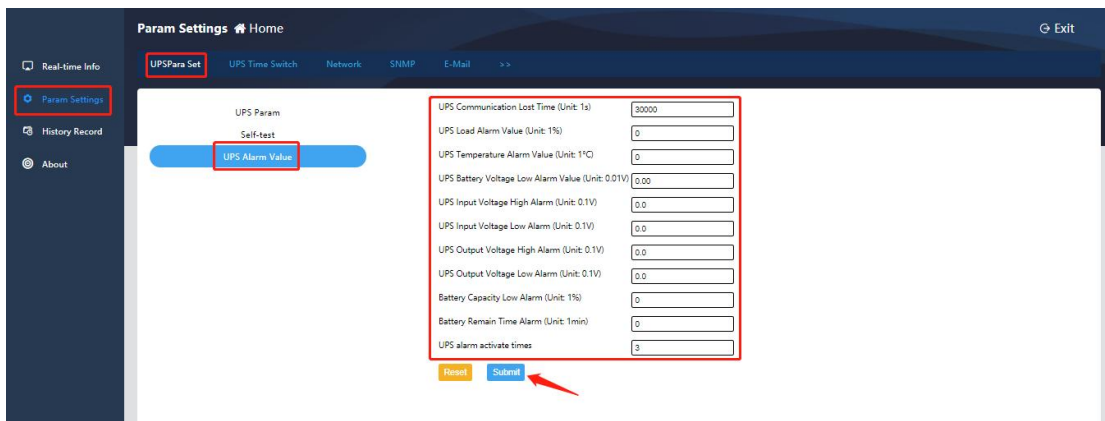 Param Settings Home
Exit
Real-time Info
Param Settings
History Record
About
UPSPara Set UPS Time Switch Network SNMP E-Mail >>
UPS Param
Self-test
UPS Alarm Value
UPS Communication Lost Time (Unit: 1s) 30000
UPS Load Alarm Value (Unit: 1%) 0
UPS Temperature Alarm Value (Unit: 1°C) 0
UPS Battery Voltage Low Alarm Value (Unit: 0.01V) 0.00
UPS Input Voltage High Alarm (Unit: 0.1V) 0.0
UPS Input Voltage Low Alarm (Unit: 0.1V) 0.0
UPS Output Voltage High Alarm (Unit: 0.1V) 0.0
UPS Output Voltage Low Alarm (Unit: 0.1V) 0.0
Battery Capacity Low Alarm (Unit: 1%) 0
Battery Remain Time Alarm (Unit: 1min) 0
UPS alarm activate times 3
Reset Submit